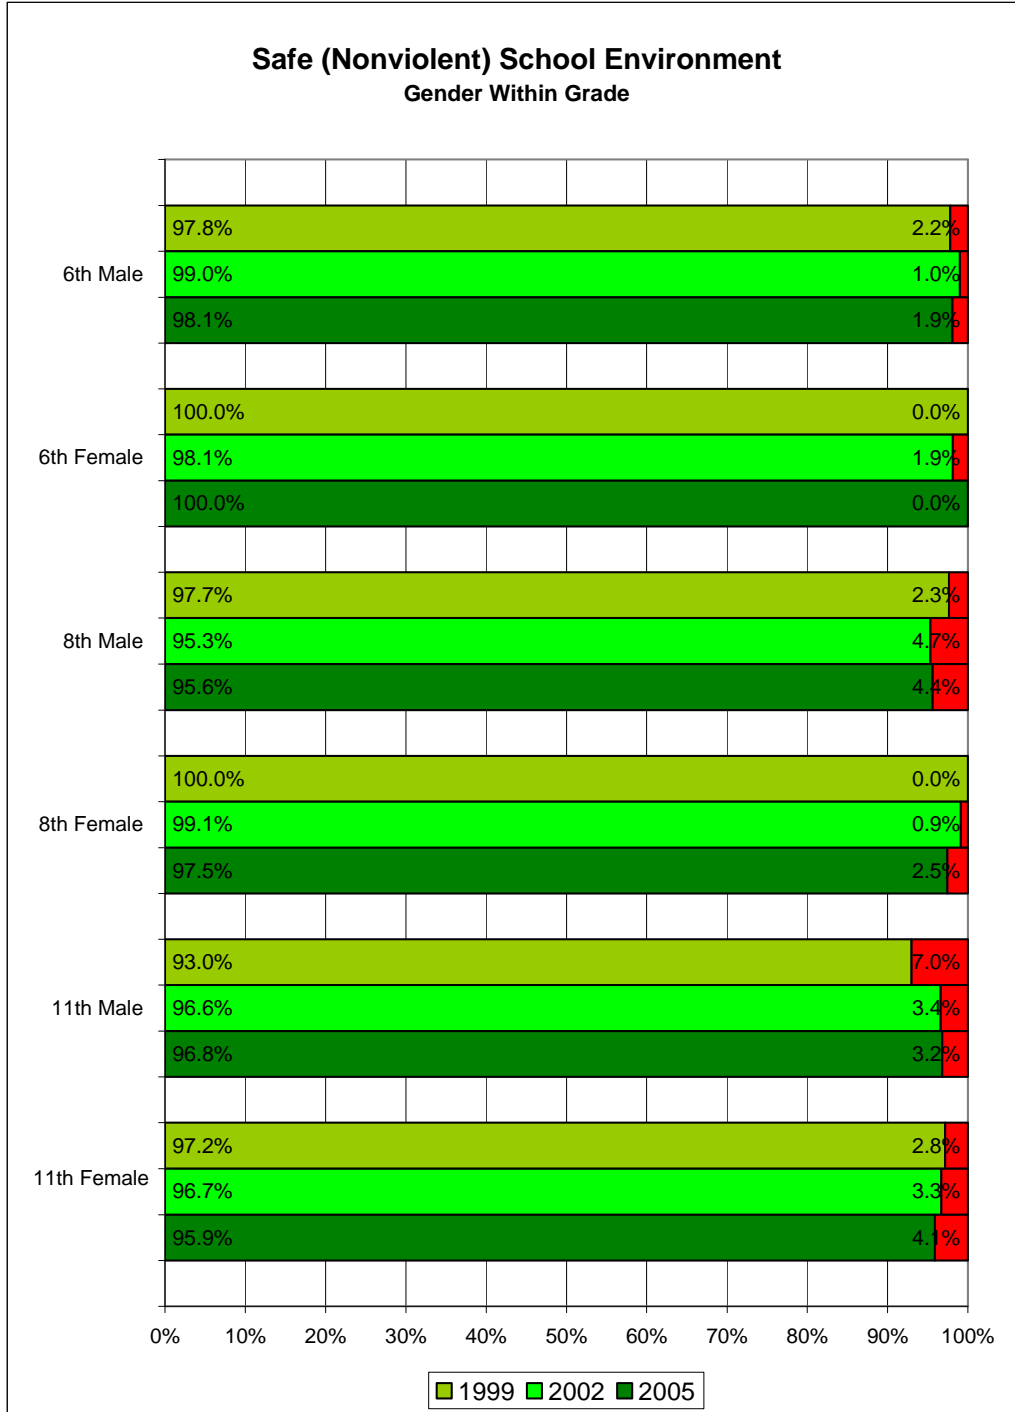 Safe (Nonviolent) School Environment
Gender Within Grade
97.8% 2.2%
6th Male 99.0% 1.0%
98.1% 1.9%
100.0% 0.0%
6th Female 98.1% 1.9%
100.0% 0.0%
97.7% 2.3%
8th Male 95.3% 4.7%
95.6% 4.4%
100.0% 0.0%
8th Female 99.1% 0.9%
97.5% 2.5%
93.0% 7.0%
11th Male 96.6% 3.4%
96.8% 3.2%
97.2% 2.8%
11th Female 96.7% 3.3%
95.9% 4.1%
0% 10% 20% 30% 40% 50% 60% 70% 80% 90% 100%
1999 2002 2005